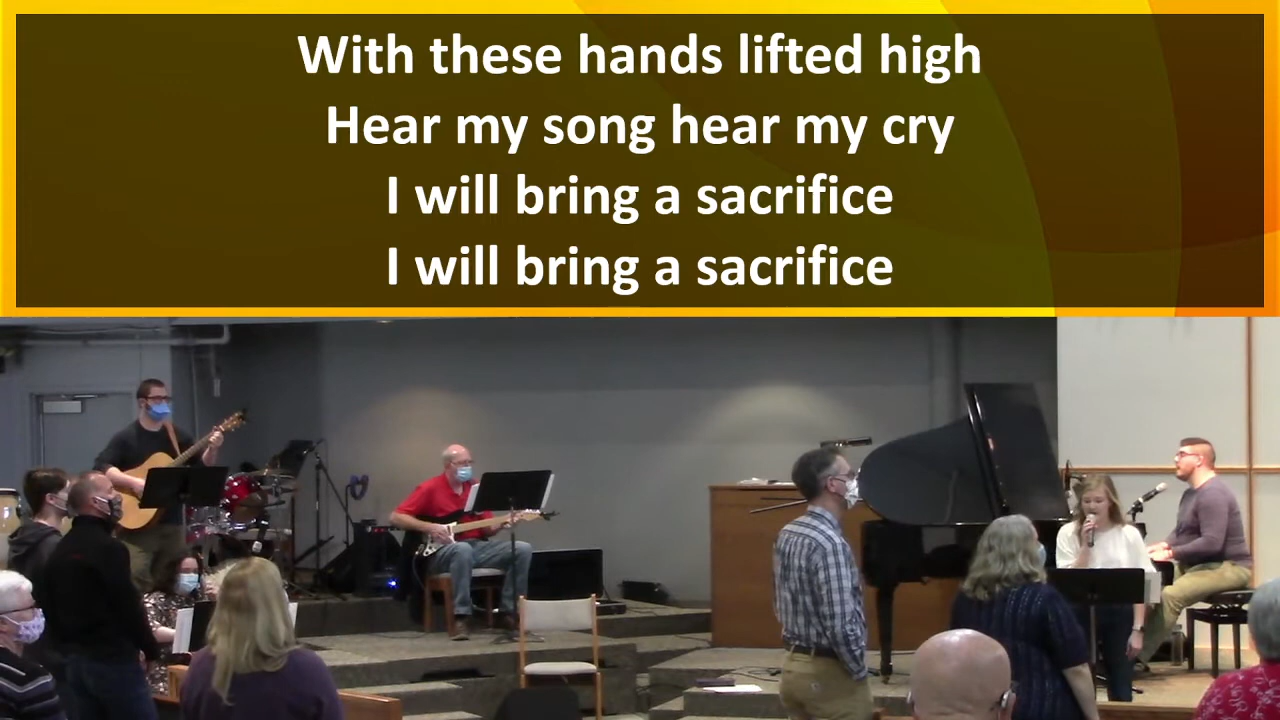 With these hands lifted high
Hear my song hear my cry
I will bring a sacrifice
I will bring a sacrifice